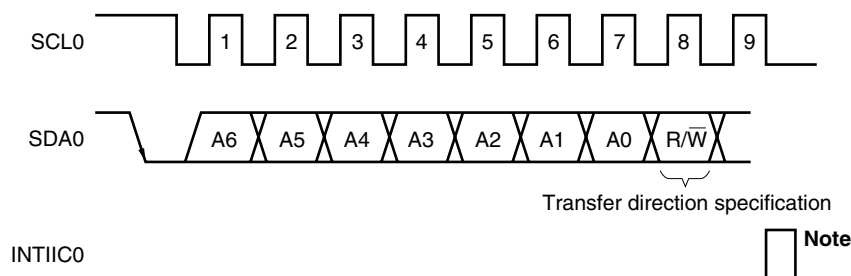 SCL0 1 2 3 4 5 6 7 8 9
SDA0 A6 A5 A4 A3 A2 A1 A0 R/W̅
Transfer direction specification
INTIIC0 Note